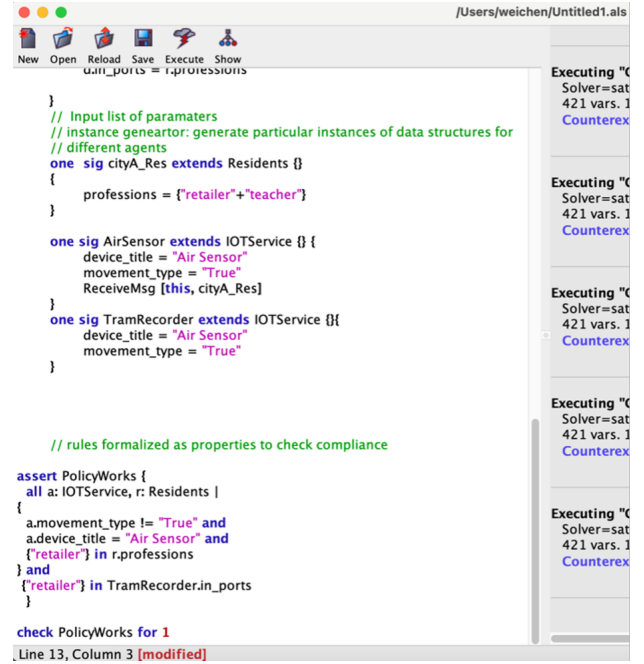 /Users/weichen/Untitled1.als
New Open Reload Save Execute Show
d.in_ports = r.professions
}
// Input list of paramaters
// instance geneartor: generate particular instances of data structures for
// different agents
one sig cityA_Res extends Residents {}
{
professions = {"retailer"+"teacher"}
}
one sig AirSensor extends IOTService {} {
device_title = "Air Sensor"
movement_type = "True"
ReceiveMsg [this, cityA_Res]
}
one sig TramRecorder extends IOTService {}{
device_title = "Air Sensor"
movement_type = "True"
}
// rules formalized as properties to check compliance
assert PolicyWorks {
all a: IOTService, r: Residents |
{
a.movement_type != "True" and
a.device_title = "Air Sensor" and
{"retailer"} in r.professions
} and
{"retailer"} in TramRecorder.in_ports
}
check PolicyWorks for 1
Line 13, Column 3 [modified]
Executing "C
Solver=sat
421 vars. 1
Counterex
Executing "C
Solver=sat
421 vars. 1
Counterex
Executing "C
Solver=sat
421 vars. 1
Counterex
Executing "C
Solver=sat
421 vars. 1
Counterex
Executing "C
Solver=sat
421 vars. 1
Counterex